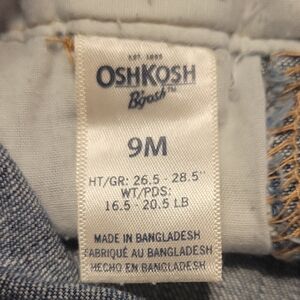 EST. 1895
OSHKOSH
B'gosh™
9M
HT/GR: 26.5 - 28.5"
WT/PDS:
16.5 - 20.5 LB
MADE IN BANGLADESH
FABRIQUÉ AU BANGLADESH
HECHO EN BANGLADESH